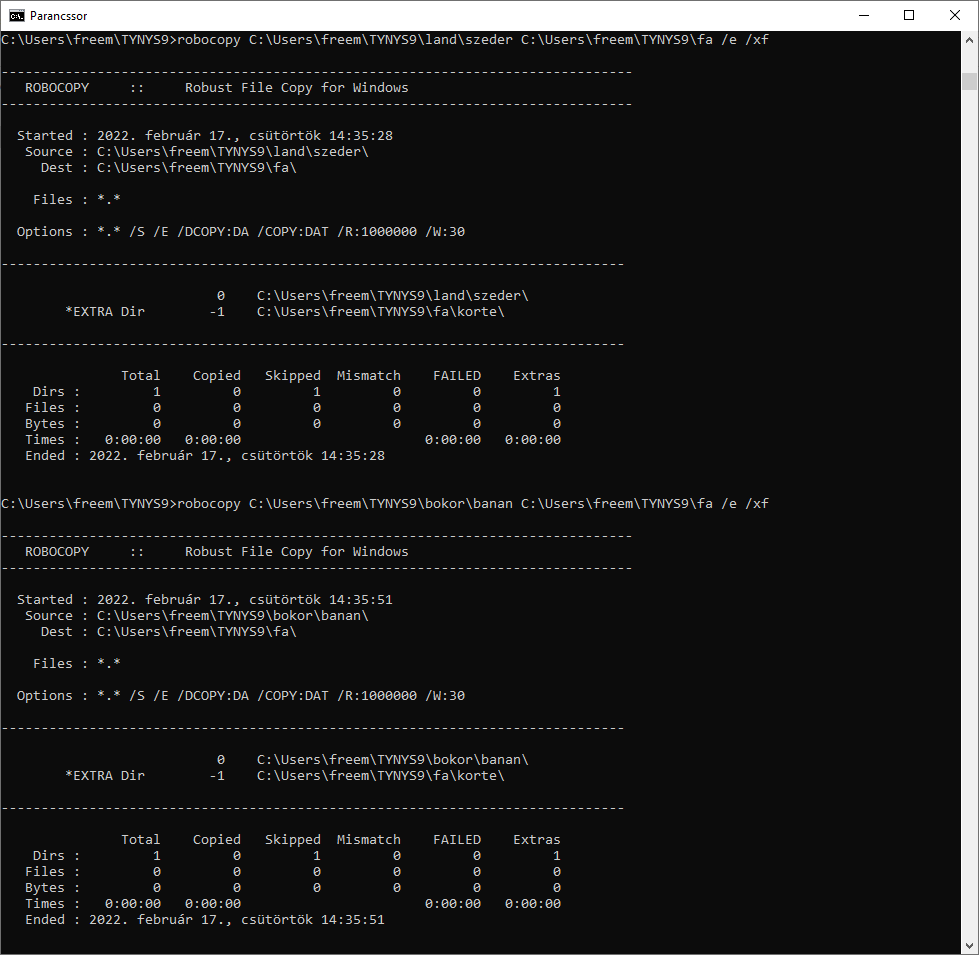 Parancssor
C:\Users\freem\TYNYS9>robocopy C:\Users\freem\TYNYS9\land\szeder C:\Users\freem\TYNYS9\fa /e /xf
-------------------------------------------------------------------------------
   ROBOCOPY     ::     Robust File Copy for Windows
-------------------------------------------------------------------------------
  Started : 2022. február 17., csütörtök 14:35:28
   Source : C:\Users\freem\TYNYS9\land\szeder\
     Dest : C:\Users\freem\TYNYS9\fa\
    Files : *.*
  Options : *.* /S /E /DCOPY:DA /COPY:DAT /R:1000000 /W:30
------------------------------------------------------------------------------
                           0    C:\Users\freem\TYNYS9\land\szeder\
        *EXTRA Dir        -1    C:\Users\freem\TYNYS9\fa\korte\
------------------------------------------------------------------------------
               Total    Copied   Skipped  Mismatch    FAILED    Extras
    Dirs :         1         0         1         0         0         1
   Files :         0         0         0         0         0         0
   Bytes :         0         0         0         0         0         0
   Times :   0:00:00   0:00:00                       0:00:00   0:00:00
   Ended : 2022. február 17., csütörtök 14:35:28
C:\Users\freem\TYNYS9>robocopy C:\Users\freem\TYNYS9\bokor\banan C:\Users\freem\TYNYS9\fa /e /xf
-------------------------------------------------------------------------------
   ROBOCOPY     ::     Robust File Copy for Windows
-------------------------------------------------------------------------------
  Started : 2022. február 17., csütörtök 14:35:51
   Source : C:\Users\freem\TYNYS9\bokor\banan\
     Dest : C:\Users\freem\TYNYS9\fa\
    Files : *.*
  Options : *.* /S /E /DCOPY:DA /COPY:DAT /R:1000000 /W:30
------------------------------------------------------------------------------
                           0    C:\Users\freem\TYNYS9\bokor\banan\
        *EXTRA Dir        -1    C:\Users\freem\TYNYS9\fa\korte\
------------------------------------------------------------------------------
               Total    Copied   Skipped  Mismatch    FAILED    Extras
    Dirs :         1         0         1         0         0         1
   Files :         0         0         0         0         0         0
   Bytes :         0         0         0         0         0         0
   Times :   0:00:00   0:00:00                       0:00:00   0:00:00
   Ended : 2022. február 17., csütörtök 14:35:51